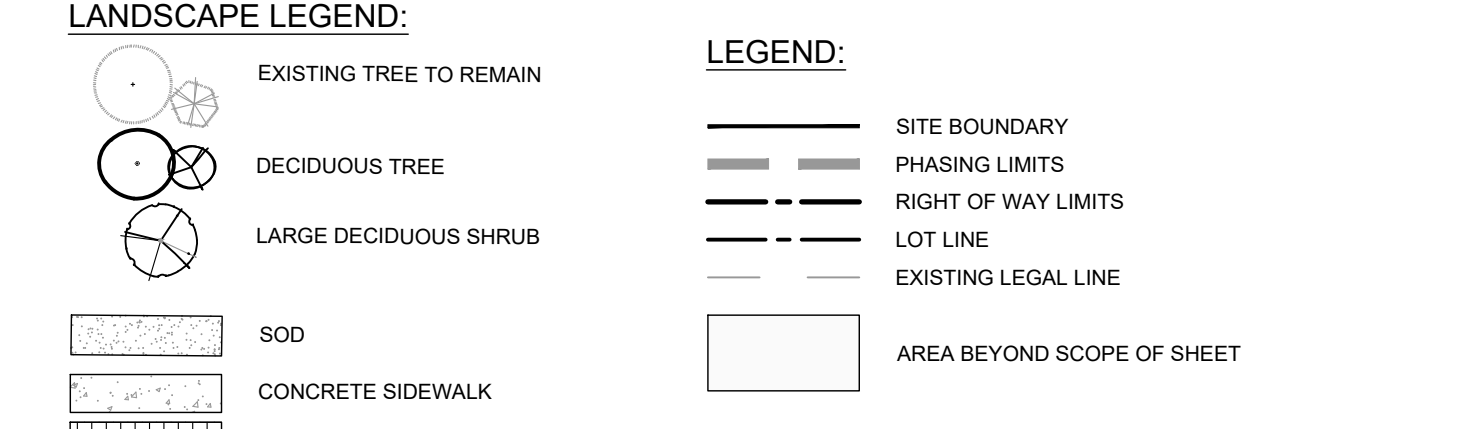 LANDSCAPE LEGEND:
EXISTING TREE TO REMAIN
DECIDUOUS TREE
LARGE DECIDUOUS SHRUB
SOD
CONCRETE SIDEWALK
LEGEND:
SITE BOUNDARY
PHASING LIMITS
RIGHT OF WAY LIMITS
LOT LINE
EXISTING LEGAL LINE
AREA BEYOND SCOPE OF SHEET